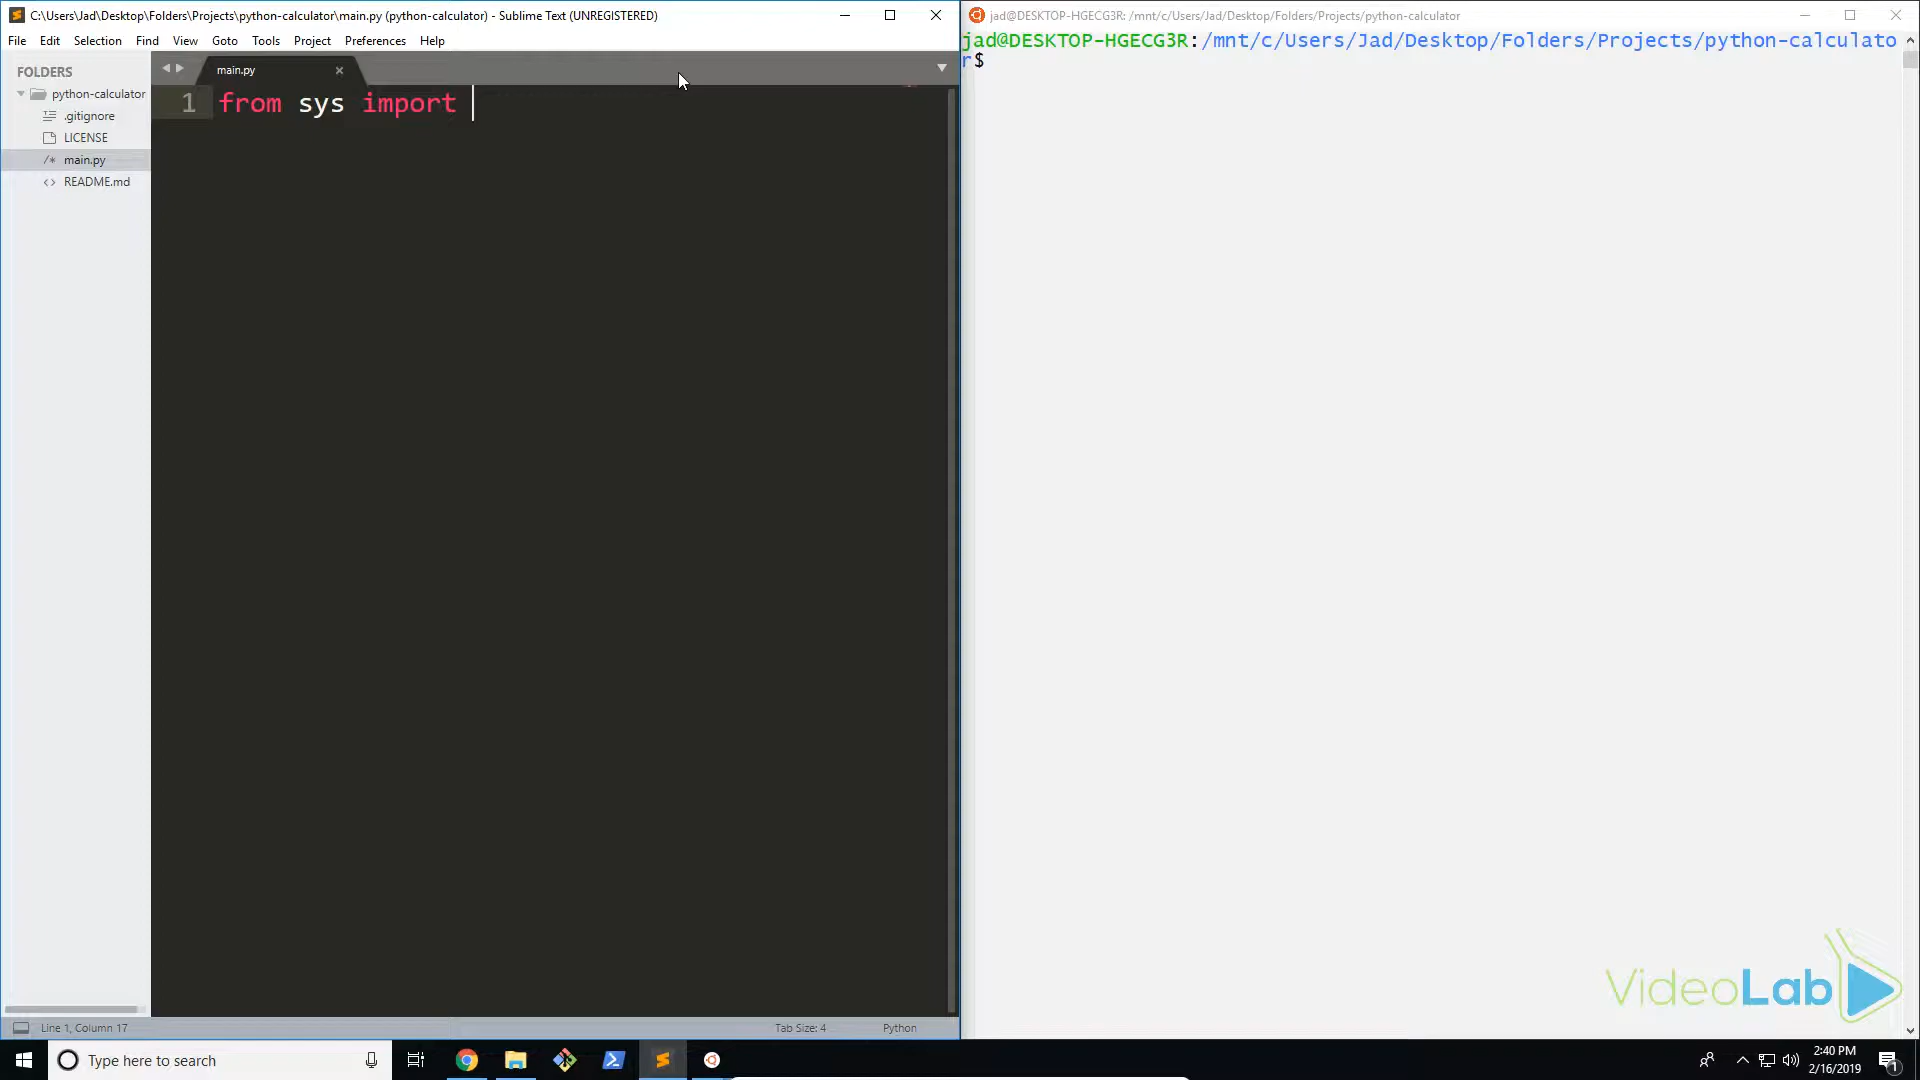 C:\Users\Jad\Desktop\Folders\Projects\python-calculator\main.py (python-calculator) - Sublime Text (UNREGISTERED)
File Edit Selection Find View Goto Tools Project Preferences Help
FOLDERS
python-calculator
.gitignore
LICENSE
/* main.py
<> README.md
main.py
1 from sys import
Line 1, Column 17
Tab Size: 4
Python
jad@DESKTOP-HGECG3R: /mnt/c/Users/Jad/Desktop/Folders/Projects/python-calculator
jad@DESKTOP-HGECG3R:/mnt/c/Users/Jad/Desktop/Folders/Projects/python-calculato
r$
VideoLab
Type here to search
2:40 PM
2/16/2019
1